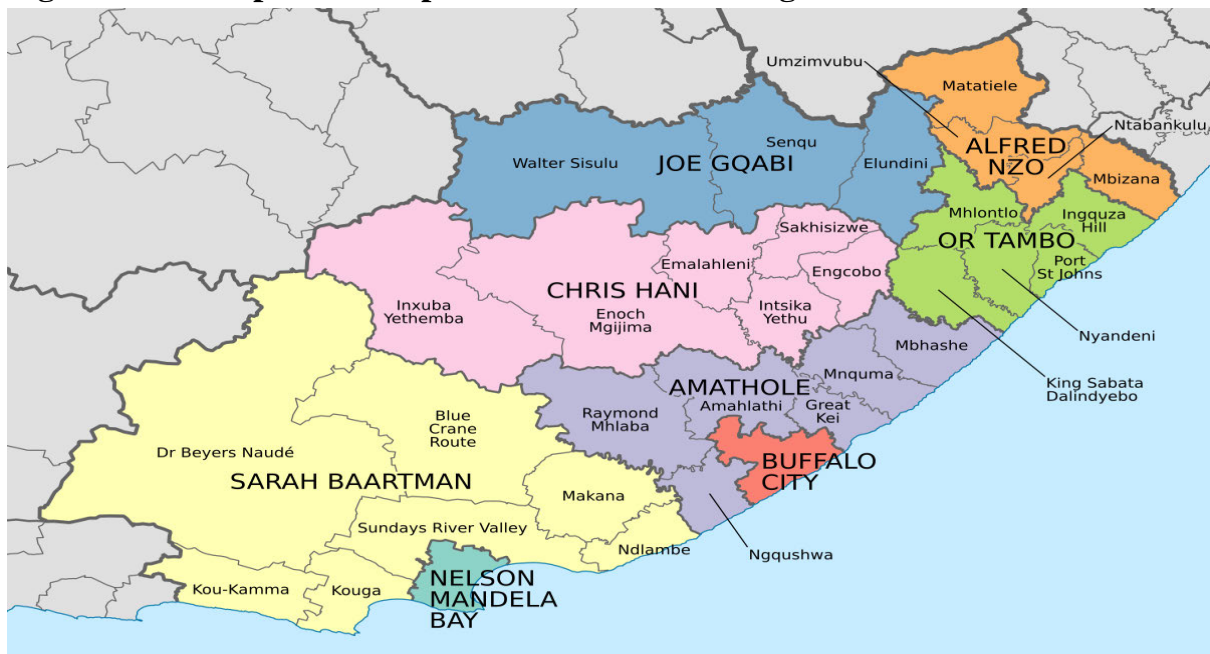 Umzimvubu
Matatiele
Ntabankulu
ALFRED
NZO
Mbizana
Walter Sisulu
JOE GQABI
Senqu
Elundini
Mhlontlo
Ingquza
Hill
OR TAMBO
Port
St Johns
Sakhisizwe
Emalahleni
Engcobo
CHRIS HANI
Inxuba
Yethemba
Enoch
Mgijima
Intsika
Yethu
Nyandeni
Mbhashe
King Sabata
Dalindyebo
Mnquma
AMATHOLE
Amahlathi
Great
Kei
Raymond
Mhlaba
Blue
Crane
Route
Dr Beyers Naudé
SARAH BAARTMAN
BUFFALO
CITY
Makana
Sundays River Valley
Ndlambe
Ngqushwa
Kou-Kamma
Kouga
NELSON
MANDELA
BAY